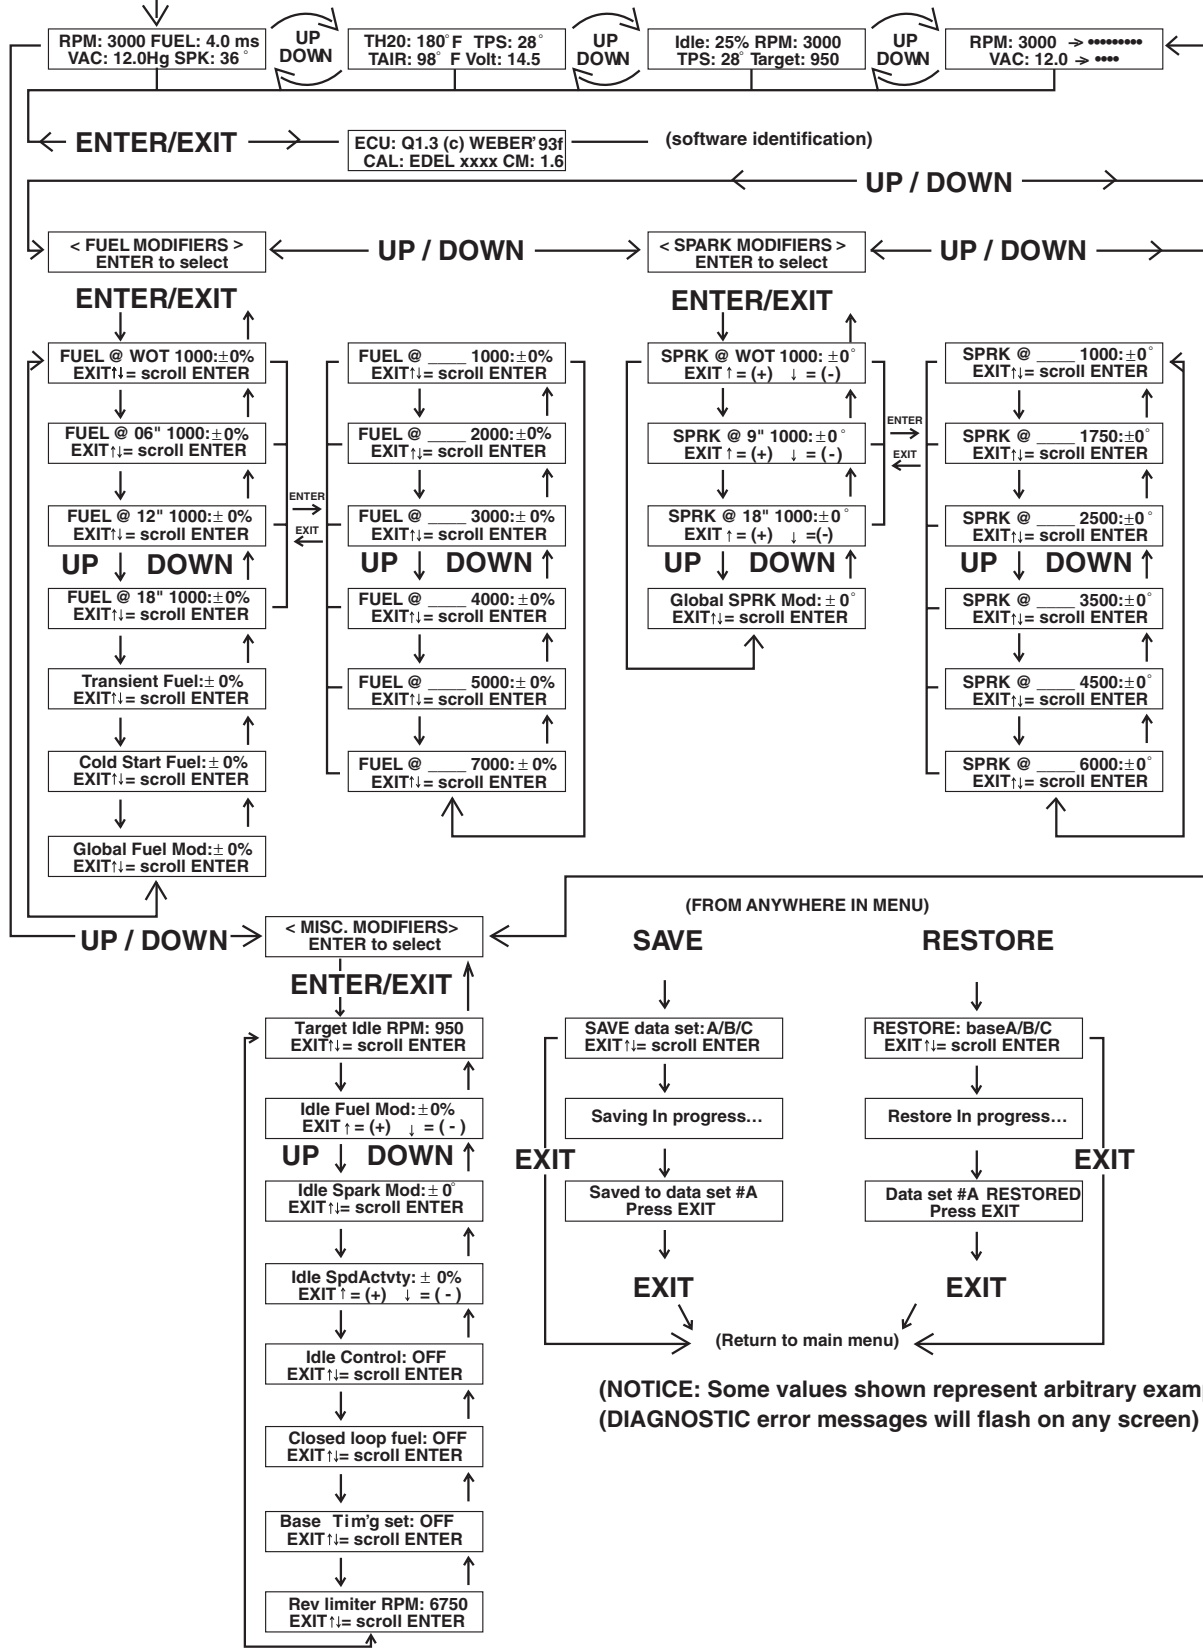 RPM: 3000 FUEL: 4.0 ms
VAC: 12.0Hg SPK: 36°
UP
DOWN
TH20: 180°F TPS: 28°
TAIR: 98° F Volt: 14.5
UP
DOWN
Idle: 25% RPM: 3000
TPS: 28° Target: 950
UP
DOWN
RPM: 3000 → •••••••••
VAC: 12.0 → ••••
ENTER/EXIT
ECU: Q1.3 (c) WEBER'93f
CAL: EDEL xxxx CM: 1.6
(software identification)
UP / DOWN
< FUEL MODIFIERS >
ENTER to select
UP / DOWN
< SPARK MODIFIERS >
ENTER to select
UP / DOWN
ENTER/EXIT
FUEL @ WOT 1000:±0%
EXIT↑↓= scroll ENTER
FUEL @ 06" 1000:±0%
EXIT↑↓= scroll ENTER
FUEL @ 12" 1000:± 0%
EXIT↑↓= scroll ENTER
UP DOWN
FUEL @ 18" 1000:±0%
EXIT↑↓= scroll ENTER
Transient Fuel:± 0%
EXIT↑↓= scroll ENTER
Cold Start Fuel:± 0%
EXIT↑↓= scroll ENTER
Global Fuel Mod:± 0%
EXIT↑↓= scroll ENTER
ENTER
EXIT
FUEL @ ____ 1000:±0%
EXIT↑↓= scroll ENTER
FUEL @ ____ 2000:±0%
EXIT↑↓= scroll ENTER
FUEL @ ____ 3000:± 0%
EXIT↑↓= scroll ENTER
UP DOWN
FUEL @ ____ 4000:± 0%
EXIT↑↓= scroll ENTER
FUEL @ ____ 5000:± 0%
EXIT↑↓= scroll ENTER
FUEL @ ____ 7000:± 0%
EXIT↑↓= scroll ENTER
ENTER/EXIT
SPRK @ WOT 1000: ±0°
EXIT ↑ = (+) ↓ = (-)
SPRK @ 9" 1000:±0°
EXIT ↑ = (+) ↓ = (-)
SPRK @ 18" 1000:±0°
EXIT ↑ = (+) ↓ =(-)
UP DOWN
Global SPRK Mod:± 0°
EXIT↑↓= scroll ENTER
ENTER
EXIT
SPRK @ ____ 1000:±0°
EXIT↑↓= scroll ENTER
SPRK @ ____ 1750:±0°
EXIT↑↓= scroll ENTER
SPRK @ ____ 2500:±0°
EXIT↑↓= scroll ENTER
UP DOWN
SPRK @ ____ 3500:±0°
EXIT↑↓= scroll ENTER
SPRK @ ____ 4500:±0°
EXIT↑↓= scroll ENTER
SPRK @ ____ 6000:±0°
EXIT↑↓= scroll ENTER
UP / DOWN
< MISC. MODIFIERS>
ENTER to select
ENTER/EXIT
Target Idle RPM: 950
EXIT↑↓= scroll ENTER
Idle Fuel Mod:±0%
EXIT ↑ = (+) ↓ = ( - )
UP DOWN
Idle Spark Mod:± 0°
EXIT↑↓= scroll ENTER
Idle SpdActvty: ± 0%
EXIT ↑ = (+) ↓ = ( - )
Idle Control: OFF
EXIT↑↓= scroll ENTER
Closed loop fuel: OFF
EXIT↑↓= scroll ENTER
Base Tim'g set: OFF
EXIT↑↓= scroll ENTER
Rev limiter RPM: 6750
EXIT↑↓= scroll ENTER
(FROM ANYWHERE IN MENU)
SAVE
RESTORE
SAVE data set: A/B/C
EXIT↑↓= scroll ENTER
Saving In progress...
EXIT
Saved to data set #A
Press EXIT
EXIT
RESTORE: baseA/B/C
EXIT↑↓= scroll ENTER
Restore In progress...
EXIT
Data set #A RESTORED
Press EXIT
EXIT
(Return to main menu)
(NOTICE: Some values shown represent arbitrary exam
(DIAGNOSTIC error messages will flash on any screen)